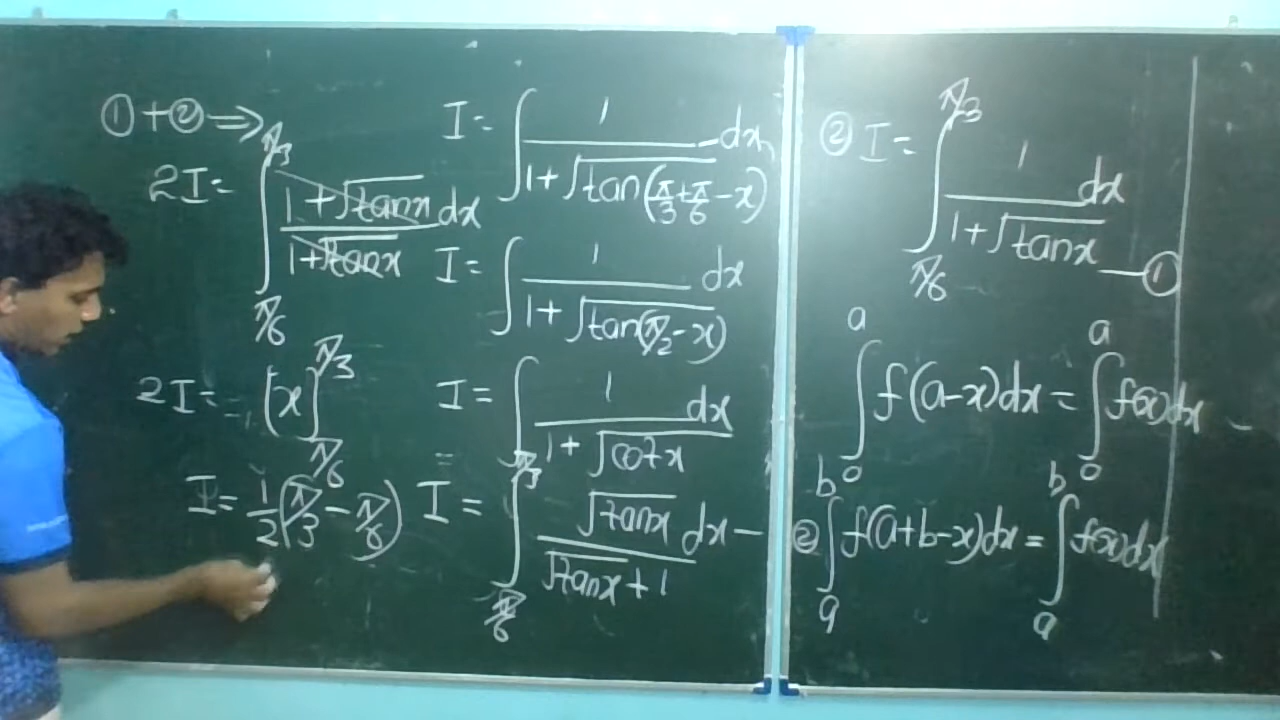 ② I = ∫_{π/6}^{π/3} 1/(1+√tanx) dx —①
∫_0^a f(a-x)dx = ∫_0^a f(x)dx
∫_a^b f(a+b-x)dx = ∫_a^b f(x)dx
I = ∫ 1/(1+√tan(π/3+π/6-x)) dx
I = ∫ 1/(1+√tan(π/2-x)) dx
I = ∫ 1/(1+√cotx) dx
I = ∫_{π/6}^{π/3} √tanx/(√tanx+1) dx —②
①+②⇒
2I = ∫_{π/6}^{π/3} (1+√tanx)/(1+√tanx) dx
2I = [x]_{π/6}^{π/3}
I = 1/2(π/3-π/6)